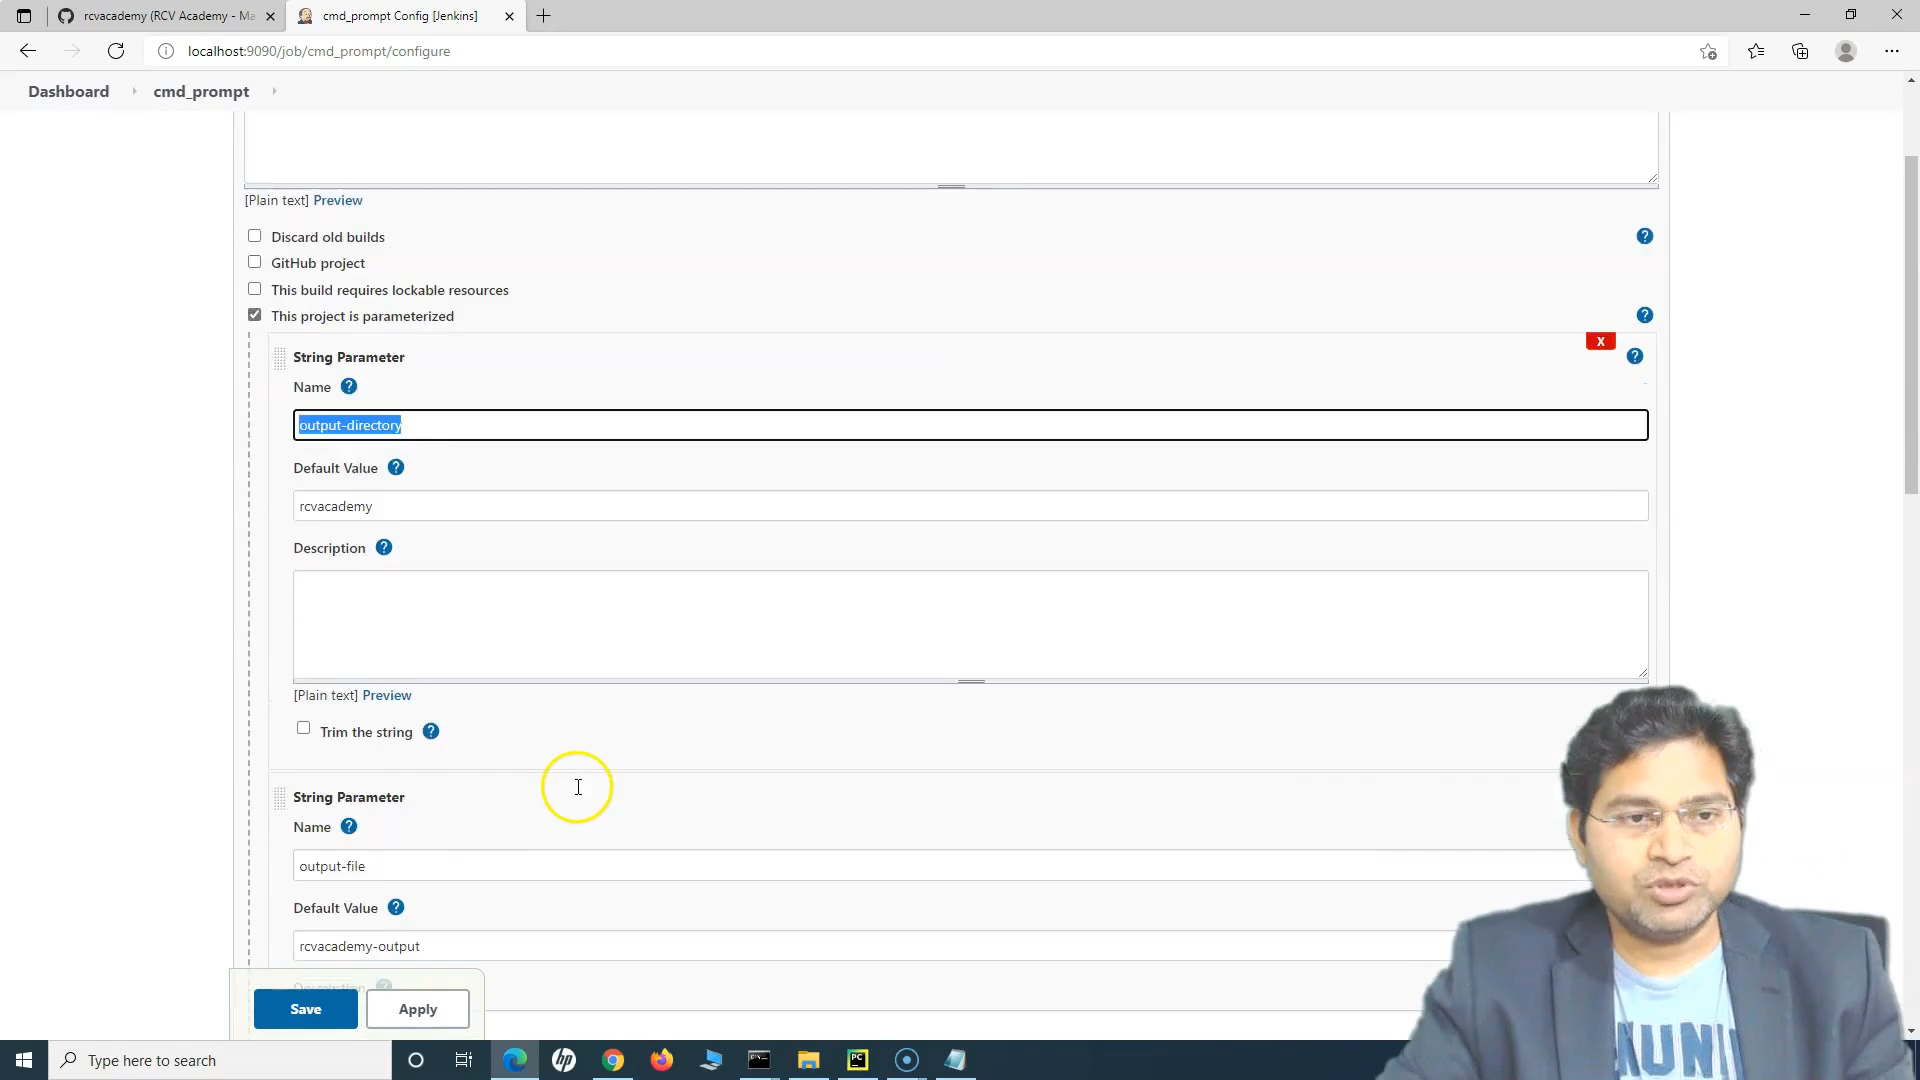 rcvacademy (RCV Academy - Ma
cmd_prompt Config [Jenkins]
localhost:9090/job/cmd_prompt/configure
Dashboard
cmd_prompt
[Plain text] Preview
Discard old builds
GitHub project
This build requires lockable resources
This project is parameterized
X
String Parameter
Name
output-directory
Default Value
rcvacademy
Description
[Plain text] Preview
Trim the string
String Parameter
Name
output-file
Default Value
rcvacademy-output
Description
Save
Apply
Type here to search